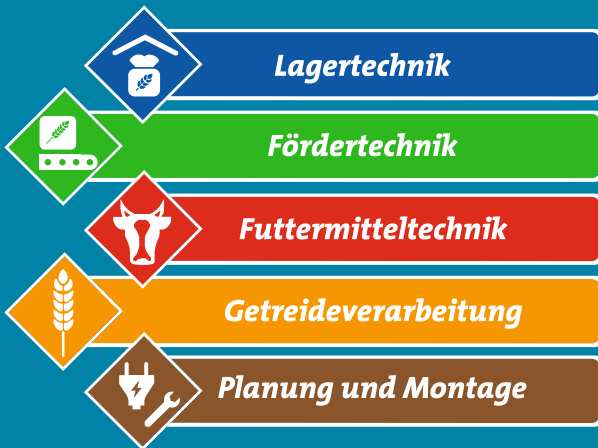 Lagertechnik
Fördertechnik
Futtermitteltechnik
Getreideverarbeitung
Planung und Montage